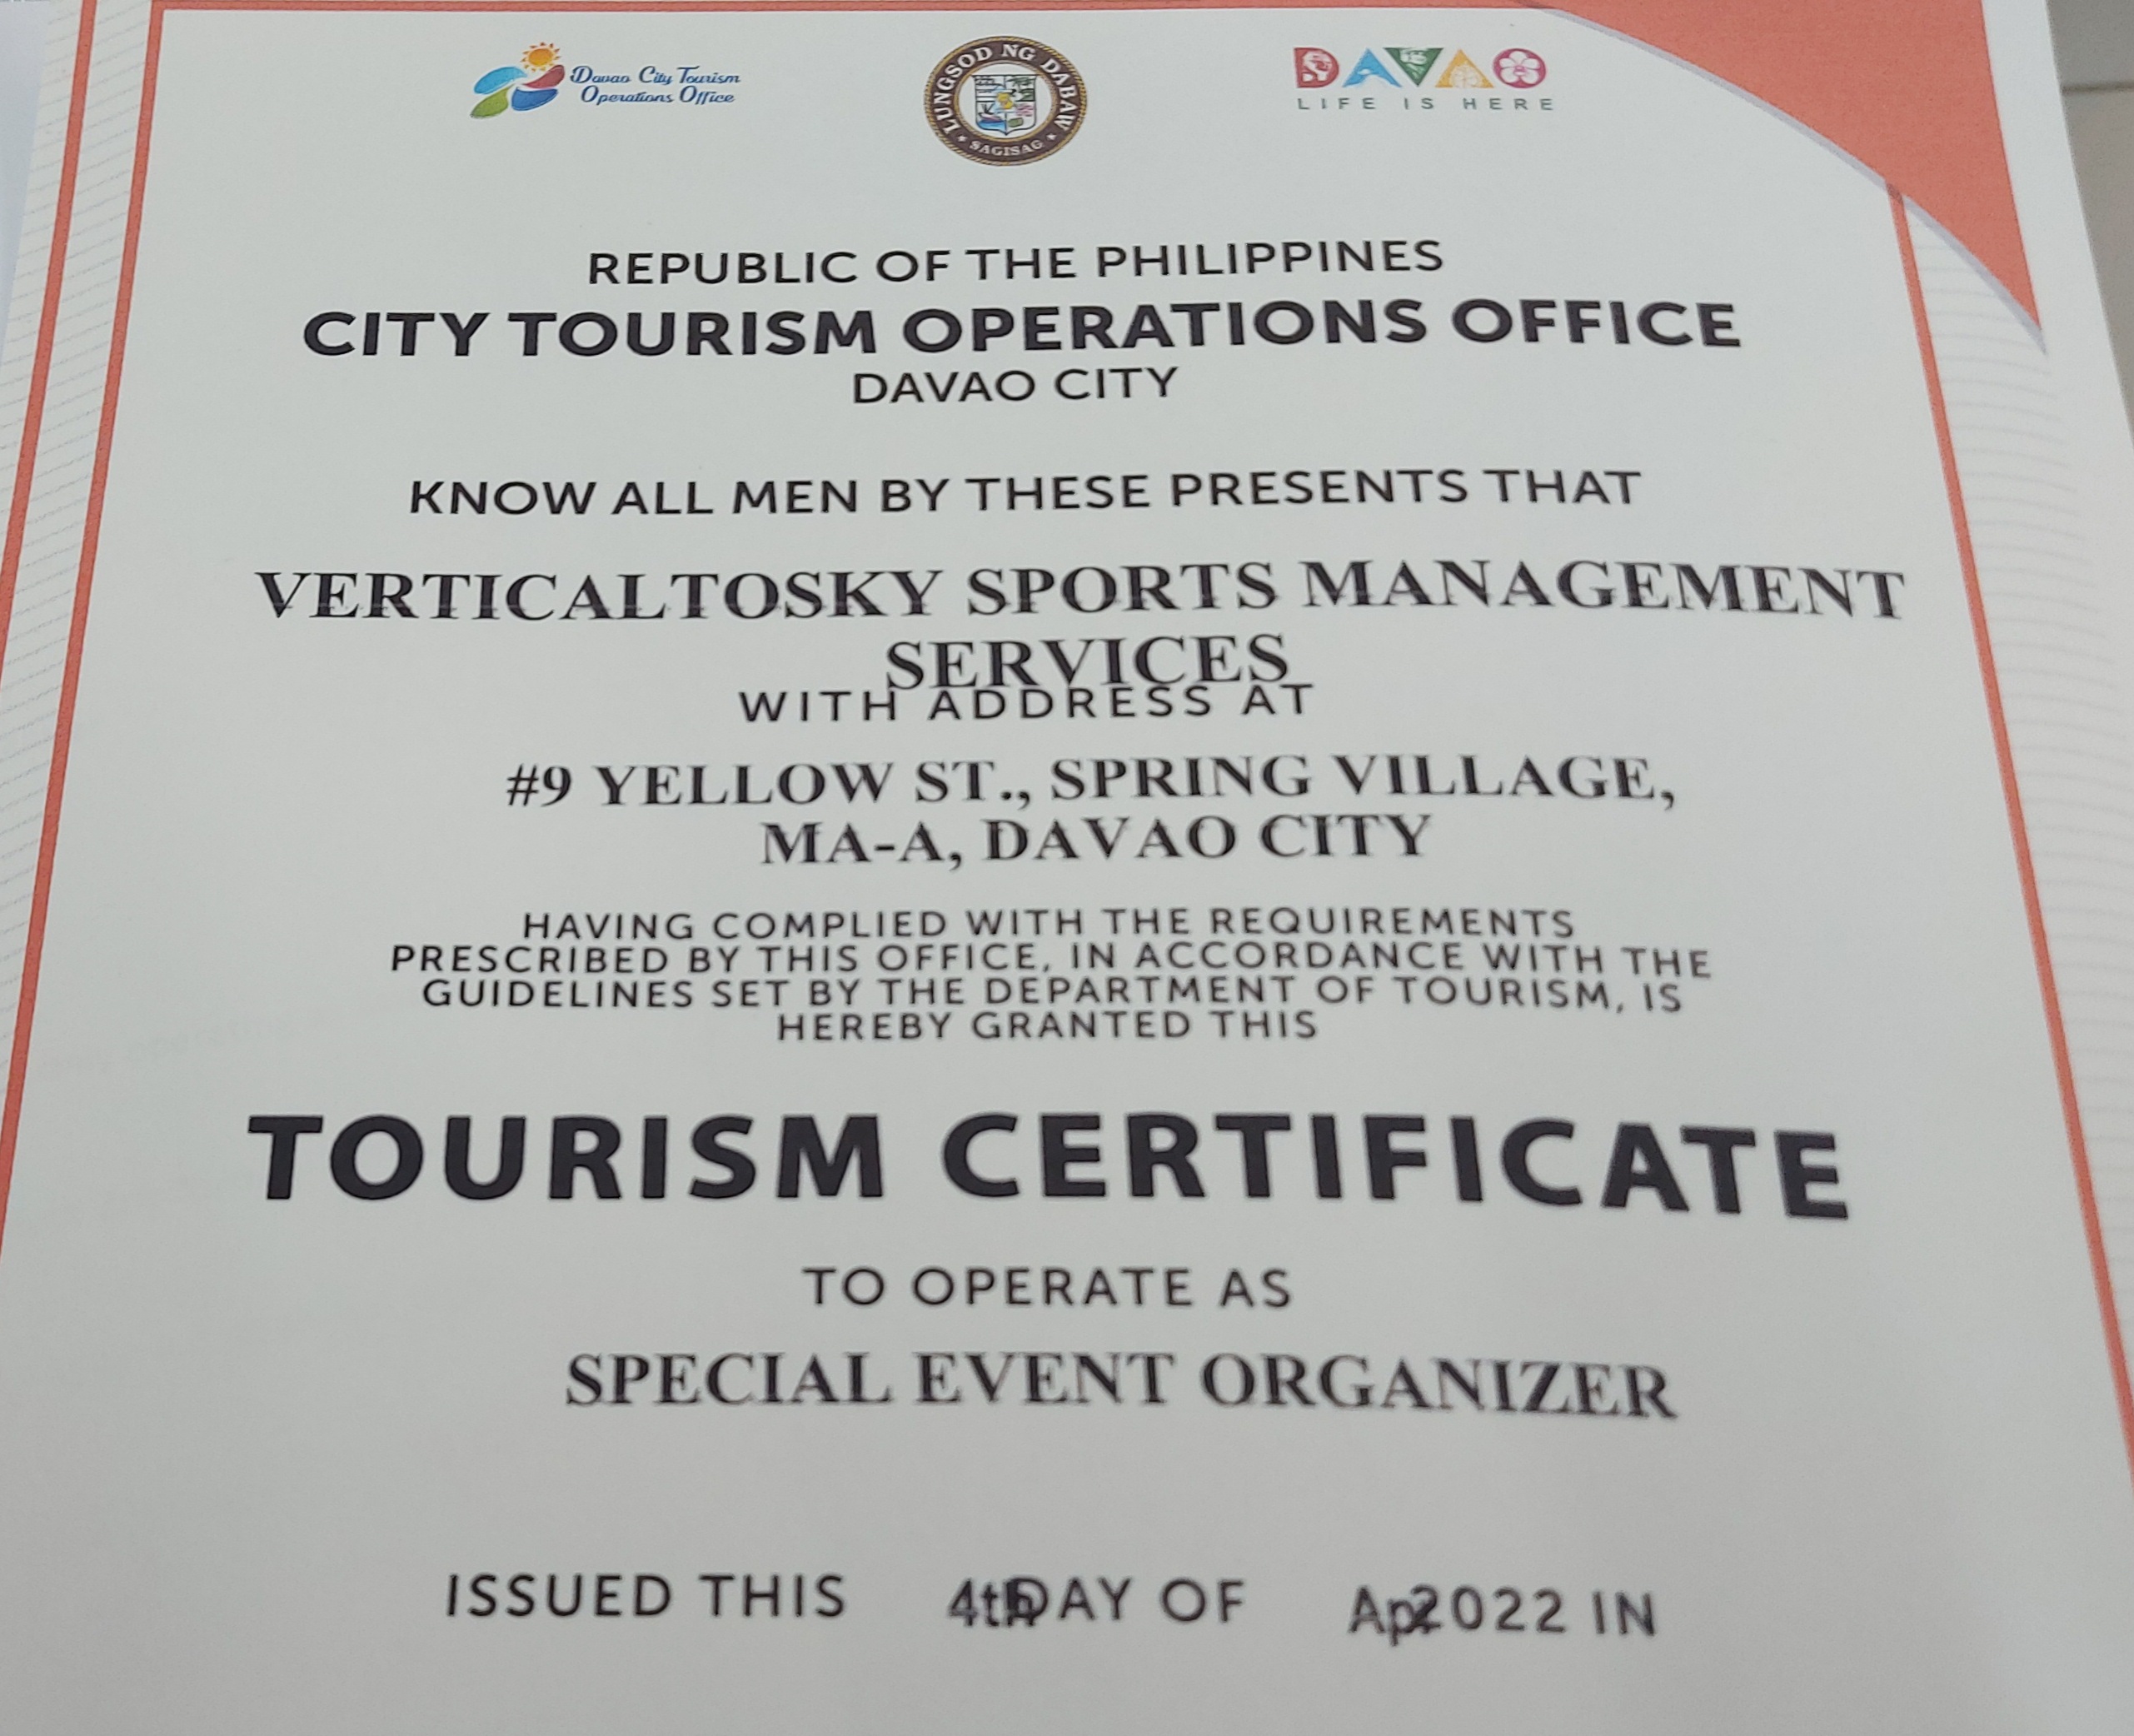 Davao City Tourism
Operations Office
LUNGSOD NG DABAW
SAGISAG
DAVAO
LIFE IS HERE
REPUBLIC OF THE PHILIPPINES
CITY TOURISM OPERATIONS OFFICE
DAVAO CITY
KNOW ALL MEN BY THESE PRESENTS THAT
VERTICALTOSKY SPORTS MANAGEMENT
SERVICES
WITH ADDRESS AT
#9 YELLOW ST., SPRING VILLAGE,
MA-A, DAVAO CITY
HAVING COMPLIED WITH THE REQUIREMENTS
PRESCRIBED BY THIS OFFICE, IN ACCORDANCE WITH THE
GUIDELINES SET BY THE DEPARTMENT OF TOURISM, IS
HEREBY GRANTED THIS
TOURISM CERTIFICATE
TO OPERATE AS
SPECIAL EVENT ORGANIZER
ISSUED THIS 4th DAY OF 2022 IN